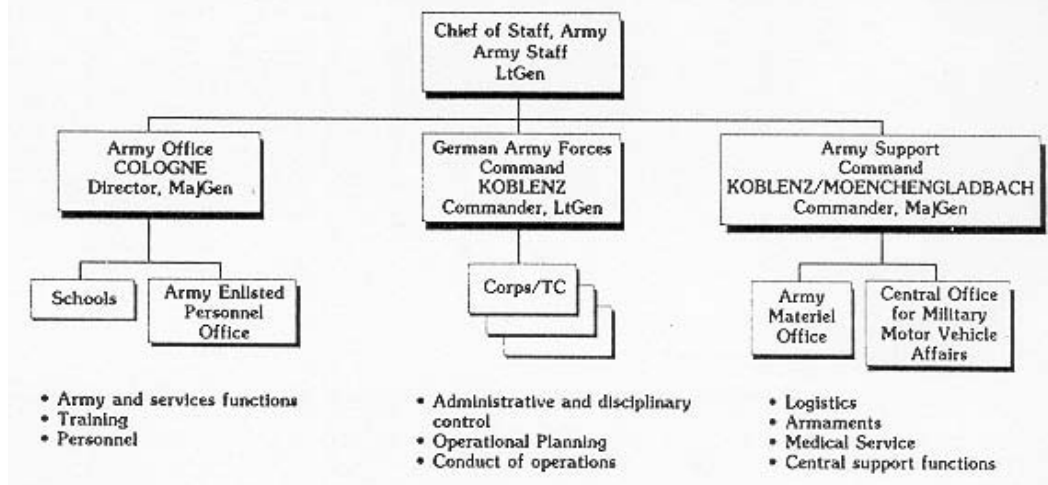 Chief of Staff, Army
Army Staff
LtGen
Army Office
COLOGNE
Director, MajGen
German Army Forces
Command
KOBLENZ
Commander, LtGen
Army Support
Command
KOBLENZ/MOENCHENGLADBACH
Commander, MajGen
Schools
Army Enlisted
Personnel
Office
Corps/TC
Army
Materiel
Office
Central Office
for Military
Motor Vehicle
Affairs
• Army and services functions
• Training
• Personnel
• Administrative and disciplinary
control
• Operational Planning
• Conduct of operations
• Logistics
• Armaments
• Medical Service
• Central support functions